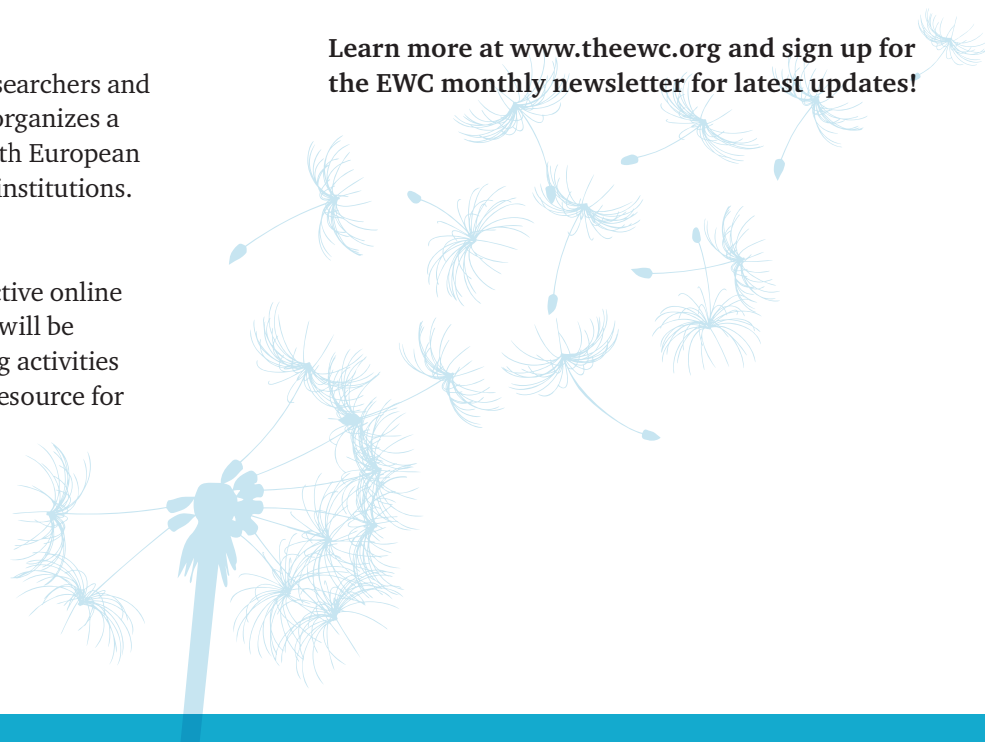 searchers and
organizes a
th European
institutions.
ctive online
will be
g activities
esource for
Learn more at www.theewc.org and sign up for
the EWC monthly newsletter for latest updates!